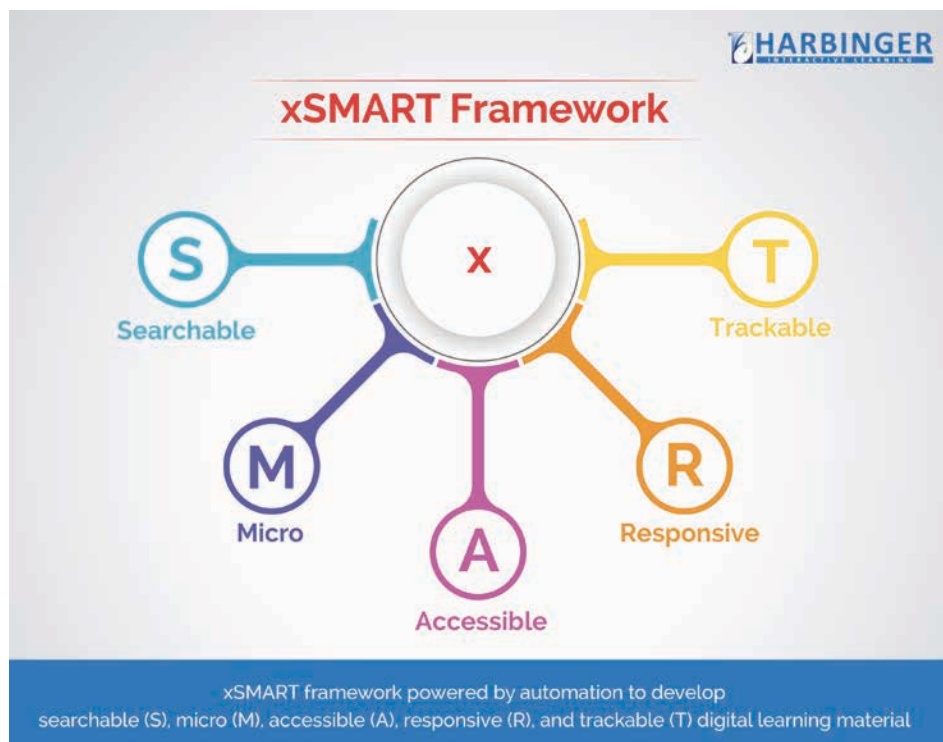 HARBINGER
INTERACTIVE LEARNING
xSMART Framework
x
S
Searchable
M
Micro
A
Accessible
R
Responsive
T
Trackable
xSMART framework powered by automation to develop
searchable (S), micro (M), accessible (A), responsive (R), and trackable (T) digital learning material